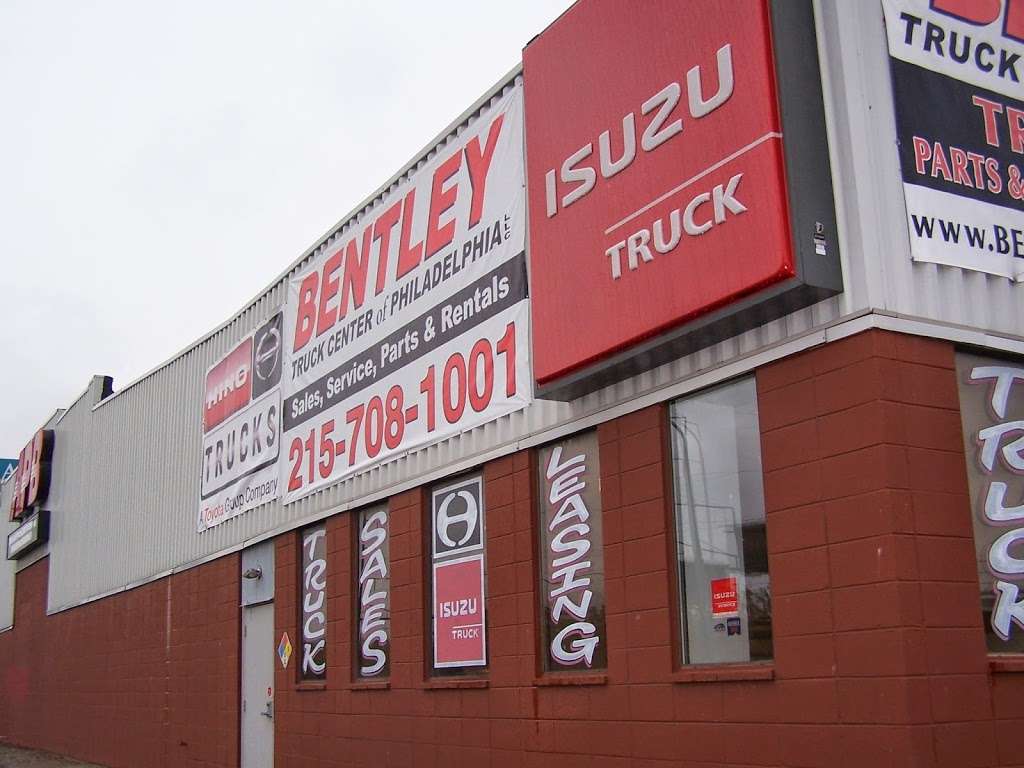 HINO
TRUCKS
A Toyota Group Company
BENTLEY
TRUCK CENTER of PHILADELPHIA LLC
Sales, Service, Parts & Rentals
215-708-1001
ISUZU
TRUCK
TRUCK
PARTS &
www.BE
TRUCK
SALES
ISUZU
TRUCK
LEASING
ISUZU
TRUCK